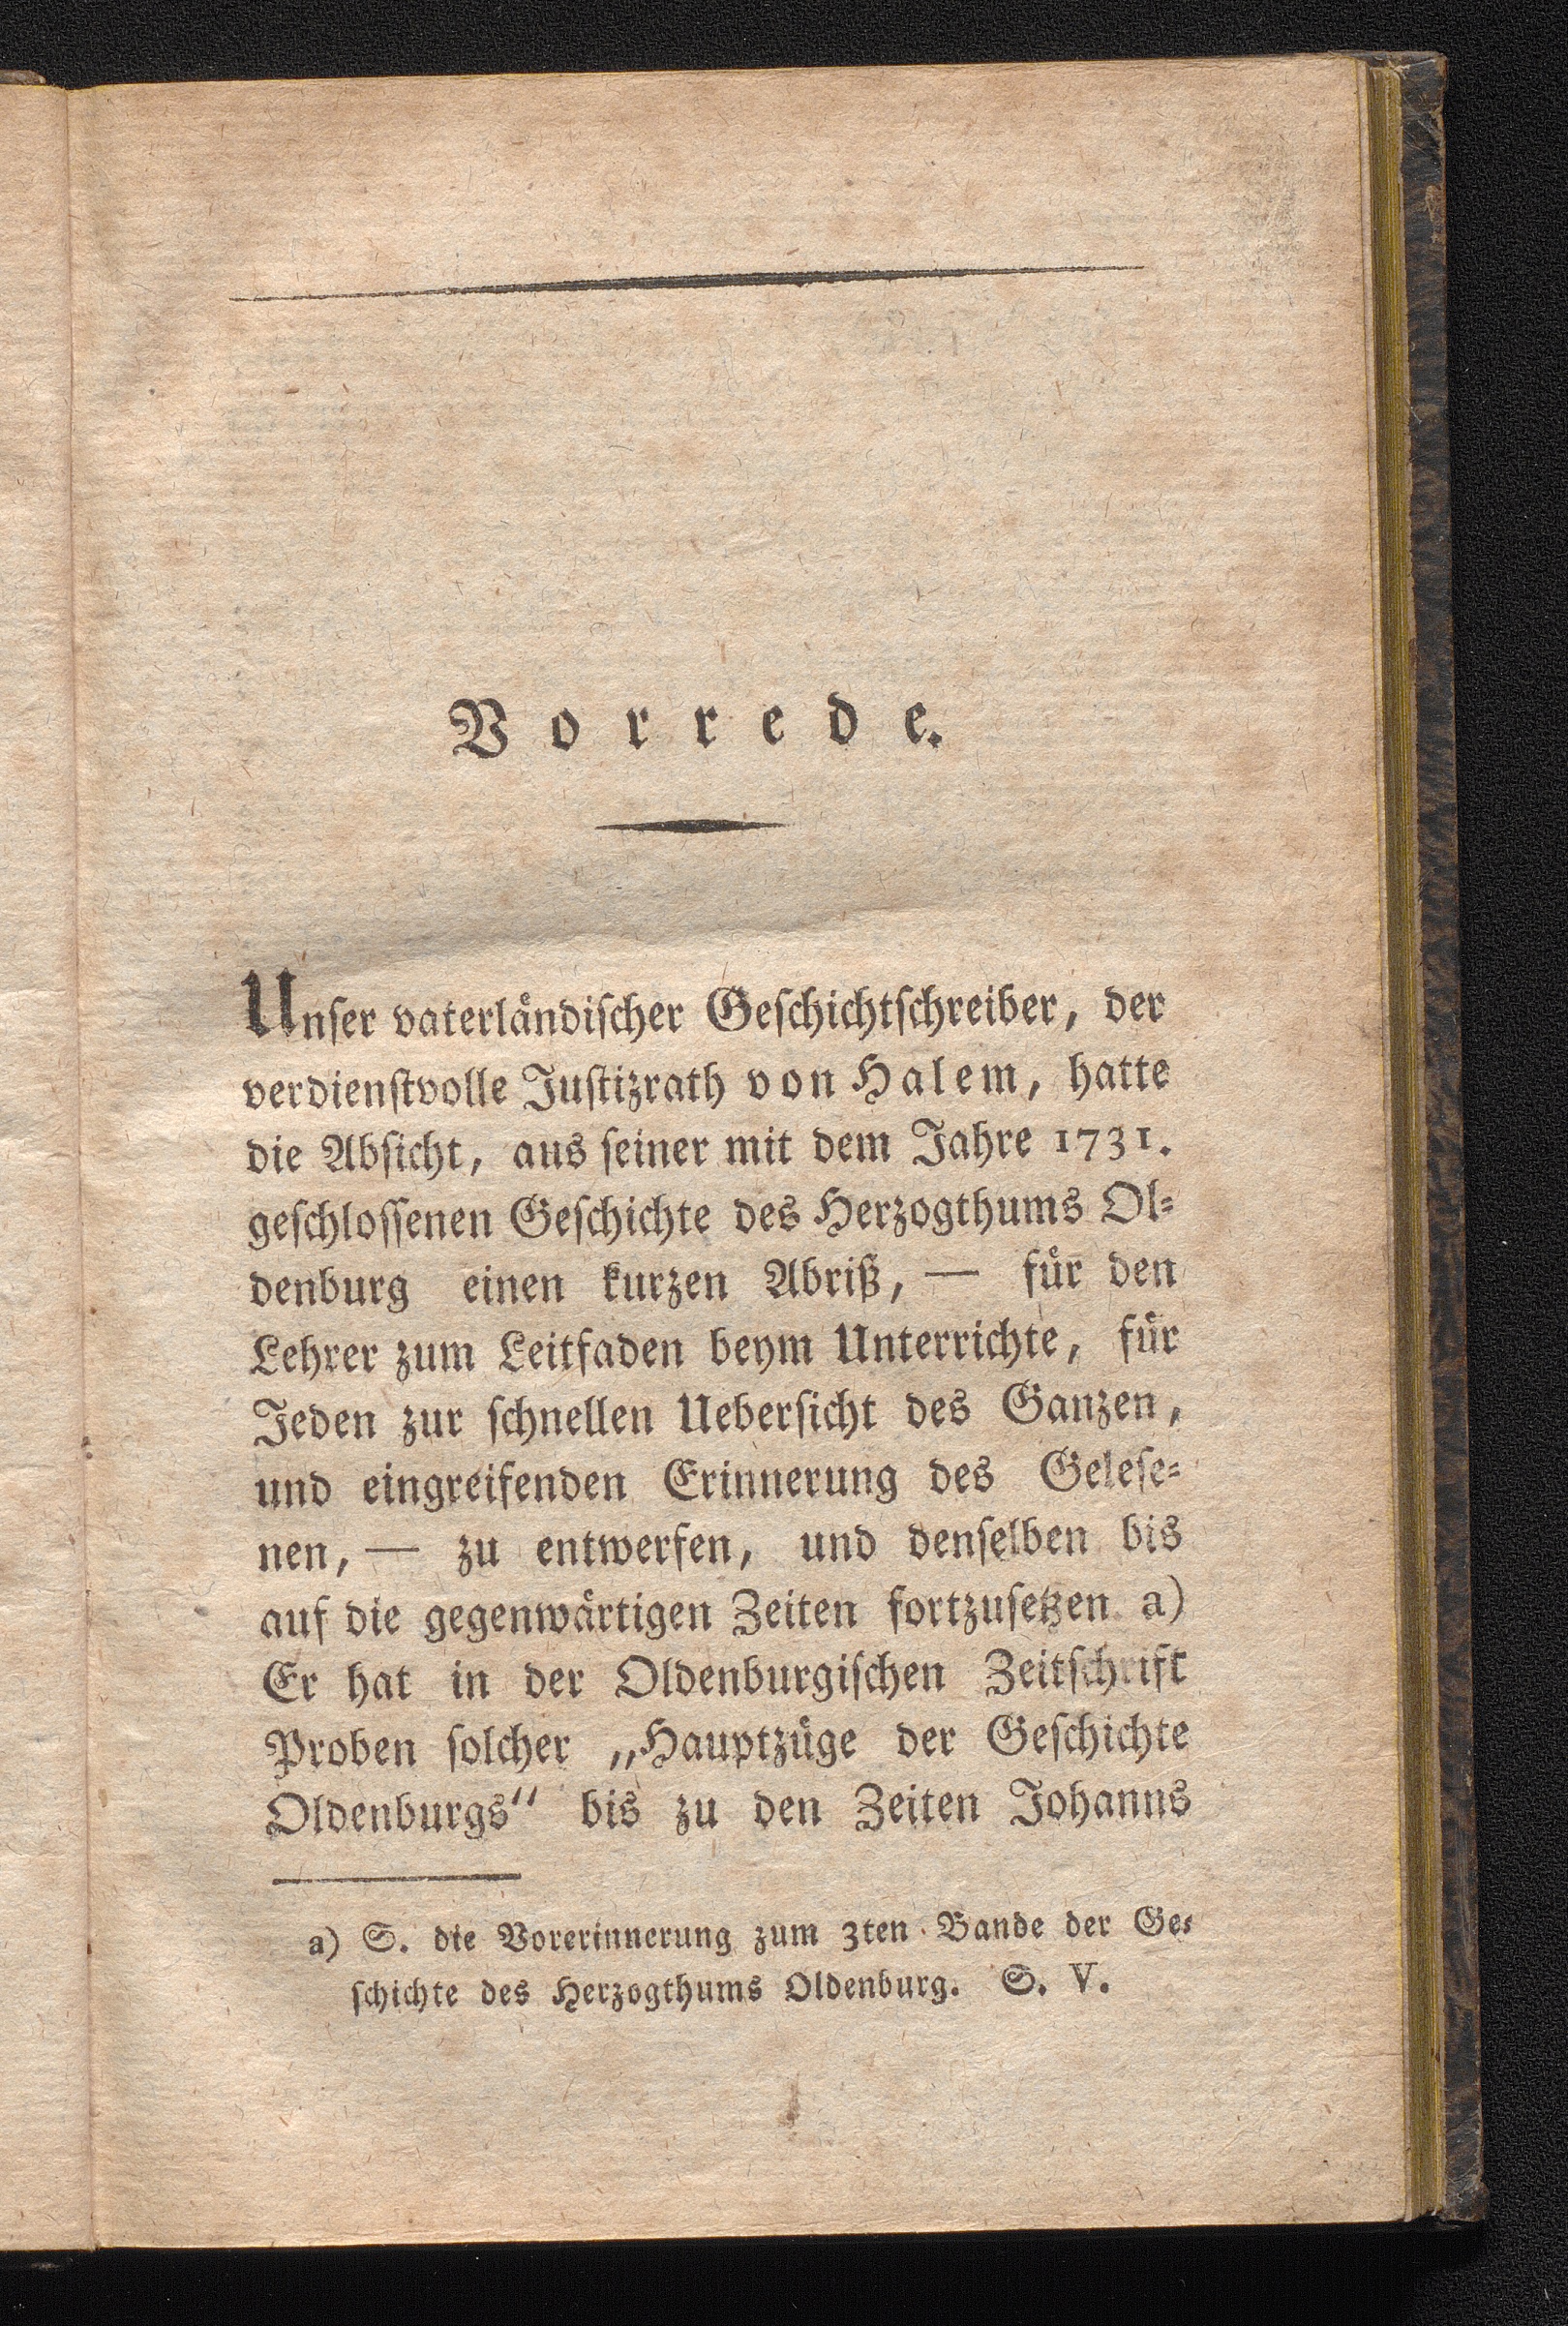 Vorrede.
Unſer vaterländiſcher Geſchichtſchreiber, der
verdienſtvolle Juſtizrath von Halem, hatte
die Abſicht, aus ſeiner mit dem Jahre 1731.
geſchloſſenen Geſchichte des Herzogthums Ol⸗
denburg einen kurzen Abriß, — für den
Lehrer zum Leitfaden beym Unterrichte, für
Jeden zur ſchnellen Ueberſicht des Ganzen,
und eingreifenden Erinnerung des Geleſe⸗
nen, — zu entwerfen, und denſelben bis
auf die gegenwärtigen Zeiten fortzuſetzen a)
Er hat in der Oldenburgiſchen Zeitſchrift
Proben ſolcher „Hauptzüge der Geſchichte
Oldenburgs“ bis zu den Zeiten Johanns
a) S. die Vorerinnerung zum 3ten Bande der Ge⸗
ſchichte des Herzogthums Oldenburg. S. V.